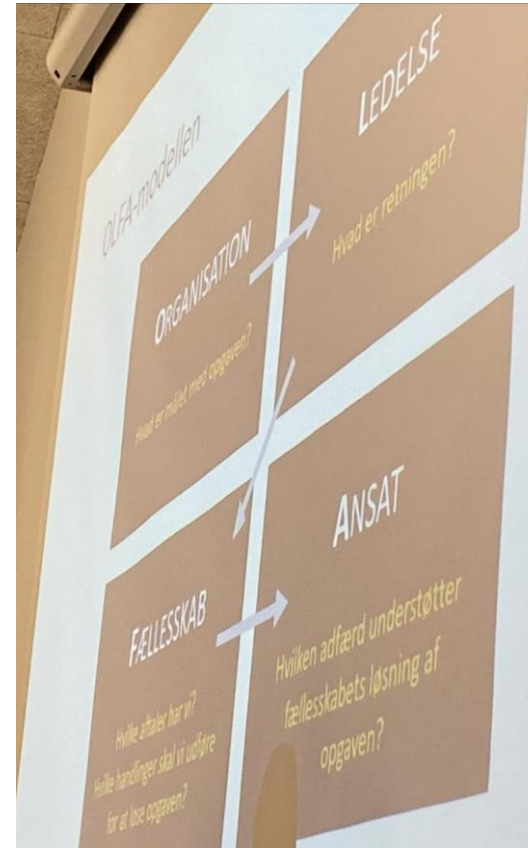 OLFA-modellen
ORGANISATION
Hvad er målet med opgaven?
LEDELSE
Hvad er retningen?
FÆLLESSKAB
Hvilke aftaler har vi?
Hvilke handlinger skal vi udføre
for at løse opgaven?
ANSAT
Hvilken adfærd understøtter
fællesskabets løsning af
opgaven?